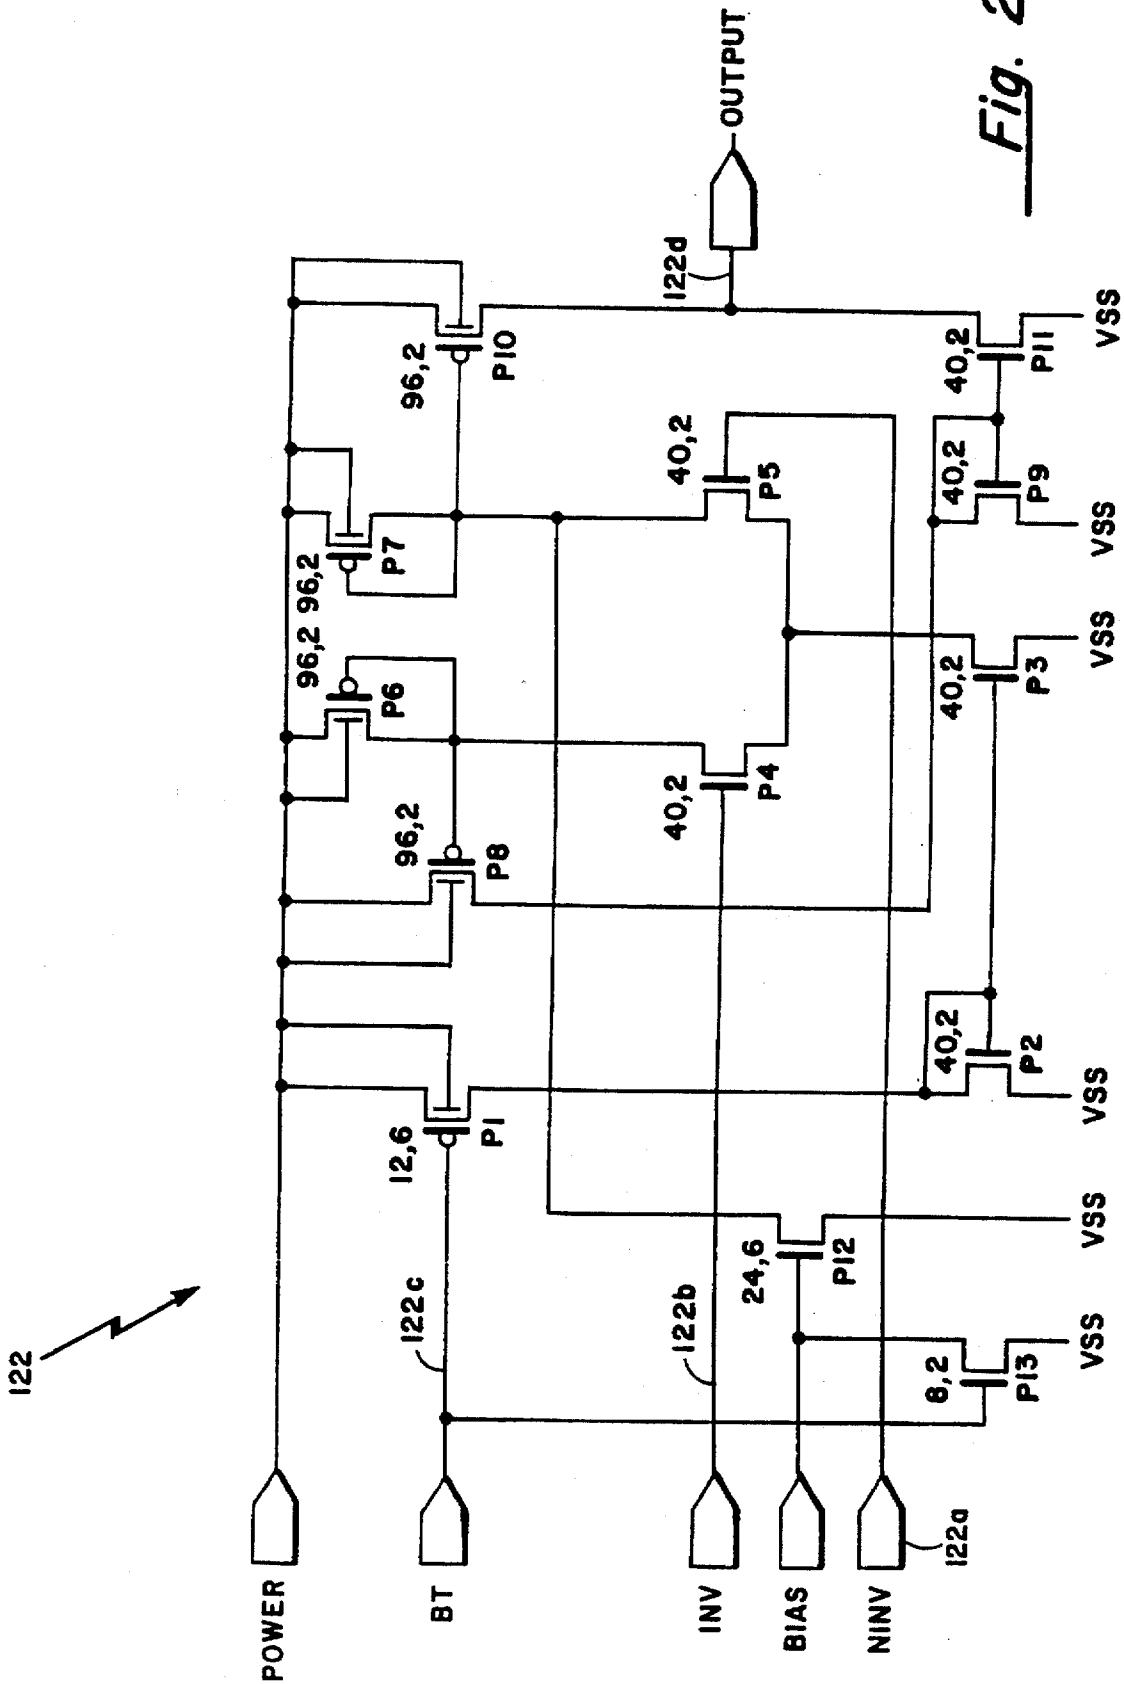 122
POWER
BT
122c
INV
122b
BIAS
NINV
122a
12,6
P1
96,2
P8
96,2
P6
96,2
P7
96,2
P10
40,2
P4
40,2
P5
24,6
P12
8,2
P13
40,2
P2
40,2
P3
40,2
P9
40,2
P11
VSS
VSS
VSS
VSS
VSS
VSS
122d
OUTPUT
Fig. 2